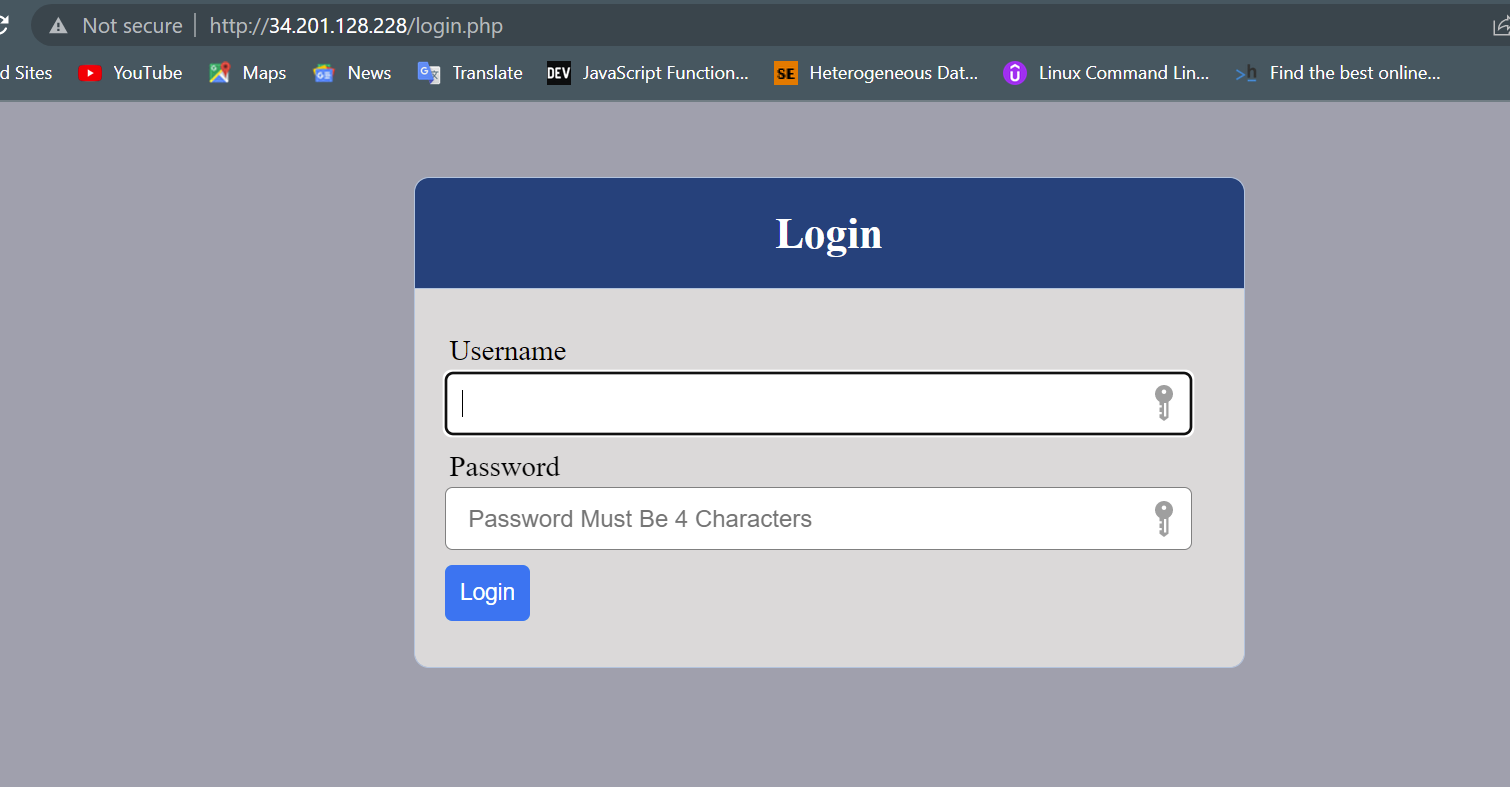 Not secure | http://34.201.128.228/login.php
d Sites YouTube Maps News Translate DEV JavaScript Function... SE Heterogeneous Dat... Linux Command Lin... >h Find the best online...
Login
Username
Password
Password Must Be 4 Characters
Login